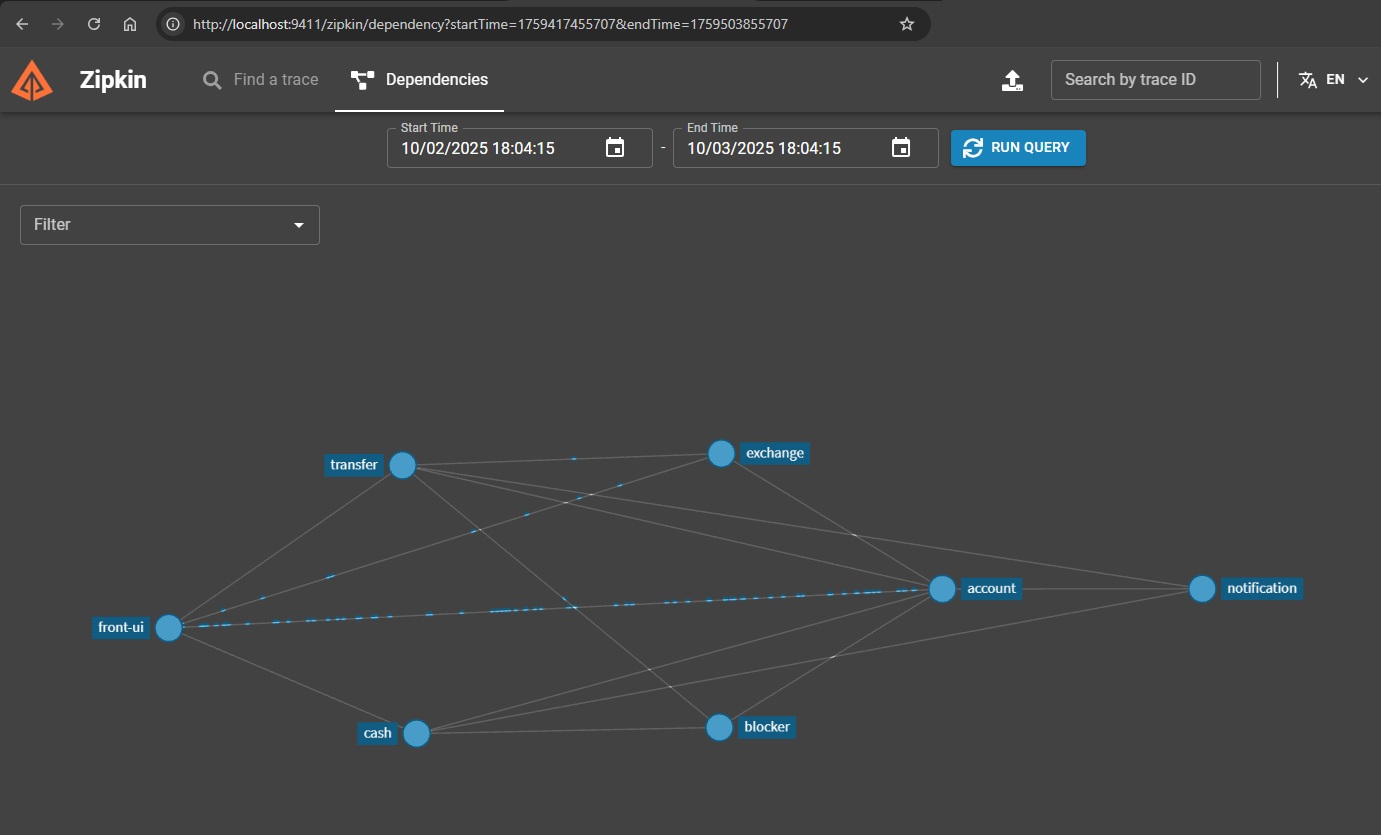 http://localhost:9411/zipkin/dependency?startTime=1759417455707&endTime=1759503855707
Zipkin
Find a trace
Dependencies
Search by trace ID
EN
Start Time
10/02/2025 18:04:15
-
End Time
10/03/2025 18:04:15
RUN QUERY
Filter
transfer
exchange
account
notification
front-ui
cash
blocker